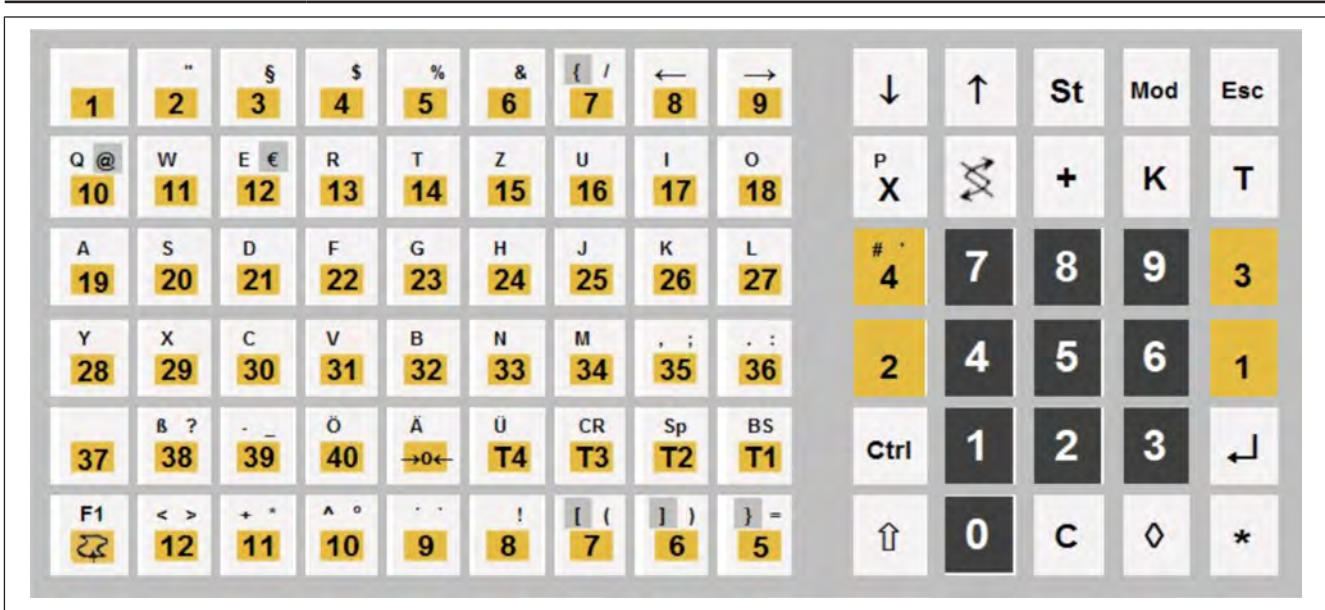 " § $ % & { / ← → ↓ ↑ St Mod Esc
1 2 3 4 5 6 7 8 9
Q @ W E € R T Z U I O P
10 11 12 13 14 15 16 17 18 X + K T
A S D F G H J K L # '
19 20 21 22 23 24 25 26 27 4 7 8 9 3
Y X C V B N M , ; . :
28 29 30 31 32 33 34 35 36 2 4 5 6 1
ß ? - _ Ö Ä Ü CR Sp BS
37 38 39 40 →0← T4 T3 T2 T1 Ctrl 1 2 3 ↵
F1 < > + * ^ ° ! [ ( ] ) } =
12 11 10 9 8 7 6 5 ⇧ 0 C ◊ *